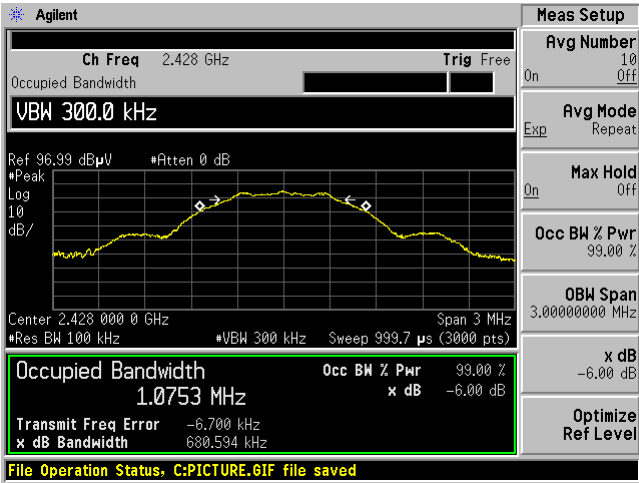 Agilent
Ch Freq 2.428 GHz Trig Free
Occupied Bandwidth
VBW 300.0 kHz
Ref 96.99 dBµV #Atten 0 dB
#Peak
Log
10
dB/
Center 2.428 000 0 GHz Span 3 MHz
#Res BW 100 kHz #VBW 300 kHz Sweep 999.7 µs (3000 pts)
Occupied Bandwidth Occ BW % Pwr 99.00 %
1.0753 MHz x dB -6.00 dB
Transmit Freq Error -6.700 kHz
x dB Bandwidth 680.594 kHz
File Operation Status, C:PICTURE.GIF file saved
Meas Setup
Avg Number
10
On Off
Avg Mode
Exp Repeat
Max Hold
On Off
Occ BW % Pwr
99.00 %
OBW Span
3.00000000 MHz
x dB
-6.00 dB
Optimize
Ref Level